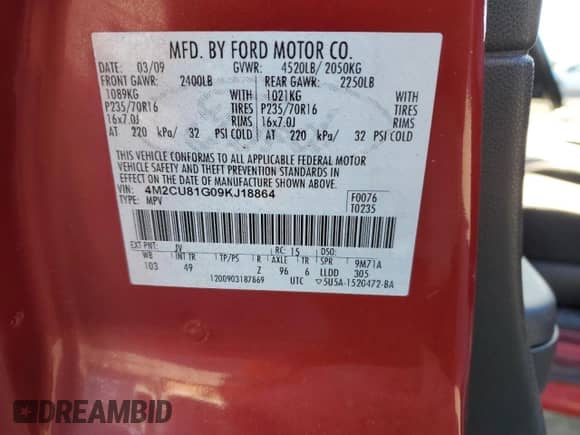 MFD. BY FORD MOTOR CO.
DATE: 03/09 GVWR: 4520LB/ 2050KG
FRONT GAWR: 2400LB REAR GAWR: 2250LB
1089KG WITH 1021KG WITH
P235/70R16 TIRES P235/70R16 TIRES
16x7.0J RIMS 16x7.0J RIMS
AT 220 kPa/ 32 PSI COLD AT 220 kPa/ 32 PSI COLD
THIS VEHICLE CONFORMS TO ALL APPLICABLE FEDERAL MOTOR
VEHICLE SAFETY AND THEFT PREVENTION STANDARDS IN
EFFECT ON THE DATE OF MANUFACTURE SHOWN ABOVE.
VIN: 4M2CU81G09KJ18864 F0076
TYPE: MPV T0235
EXT PNT: JV RC: 15 DSO:
WB INT TR TP/PS R AXLE TR SPR 9M71A
103 49 Z 96 6 LLDD 305
1200903187869 UTC 5U5A-1520472-BA
DREAMBID